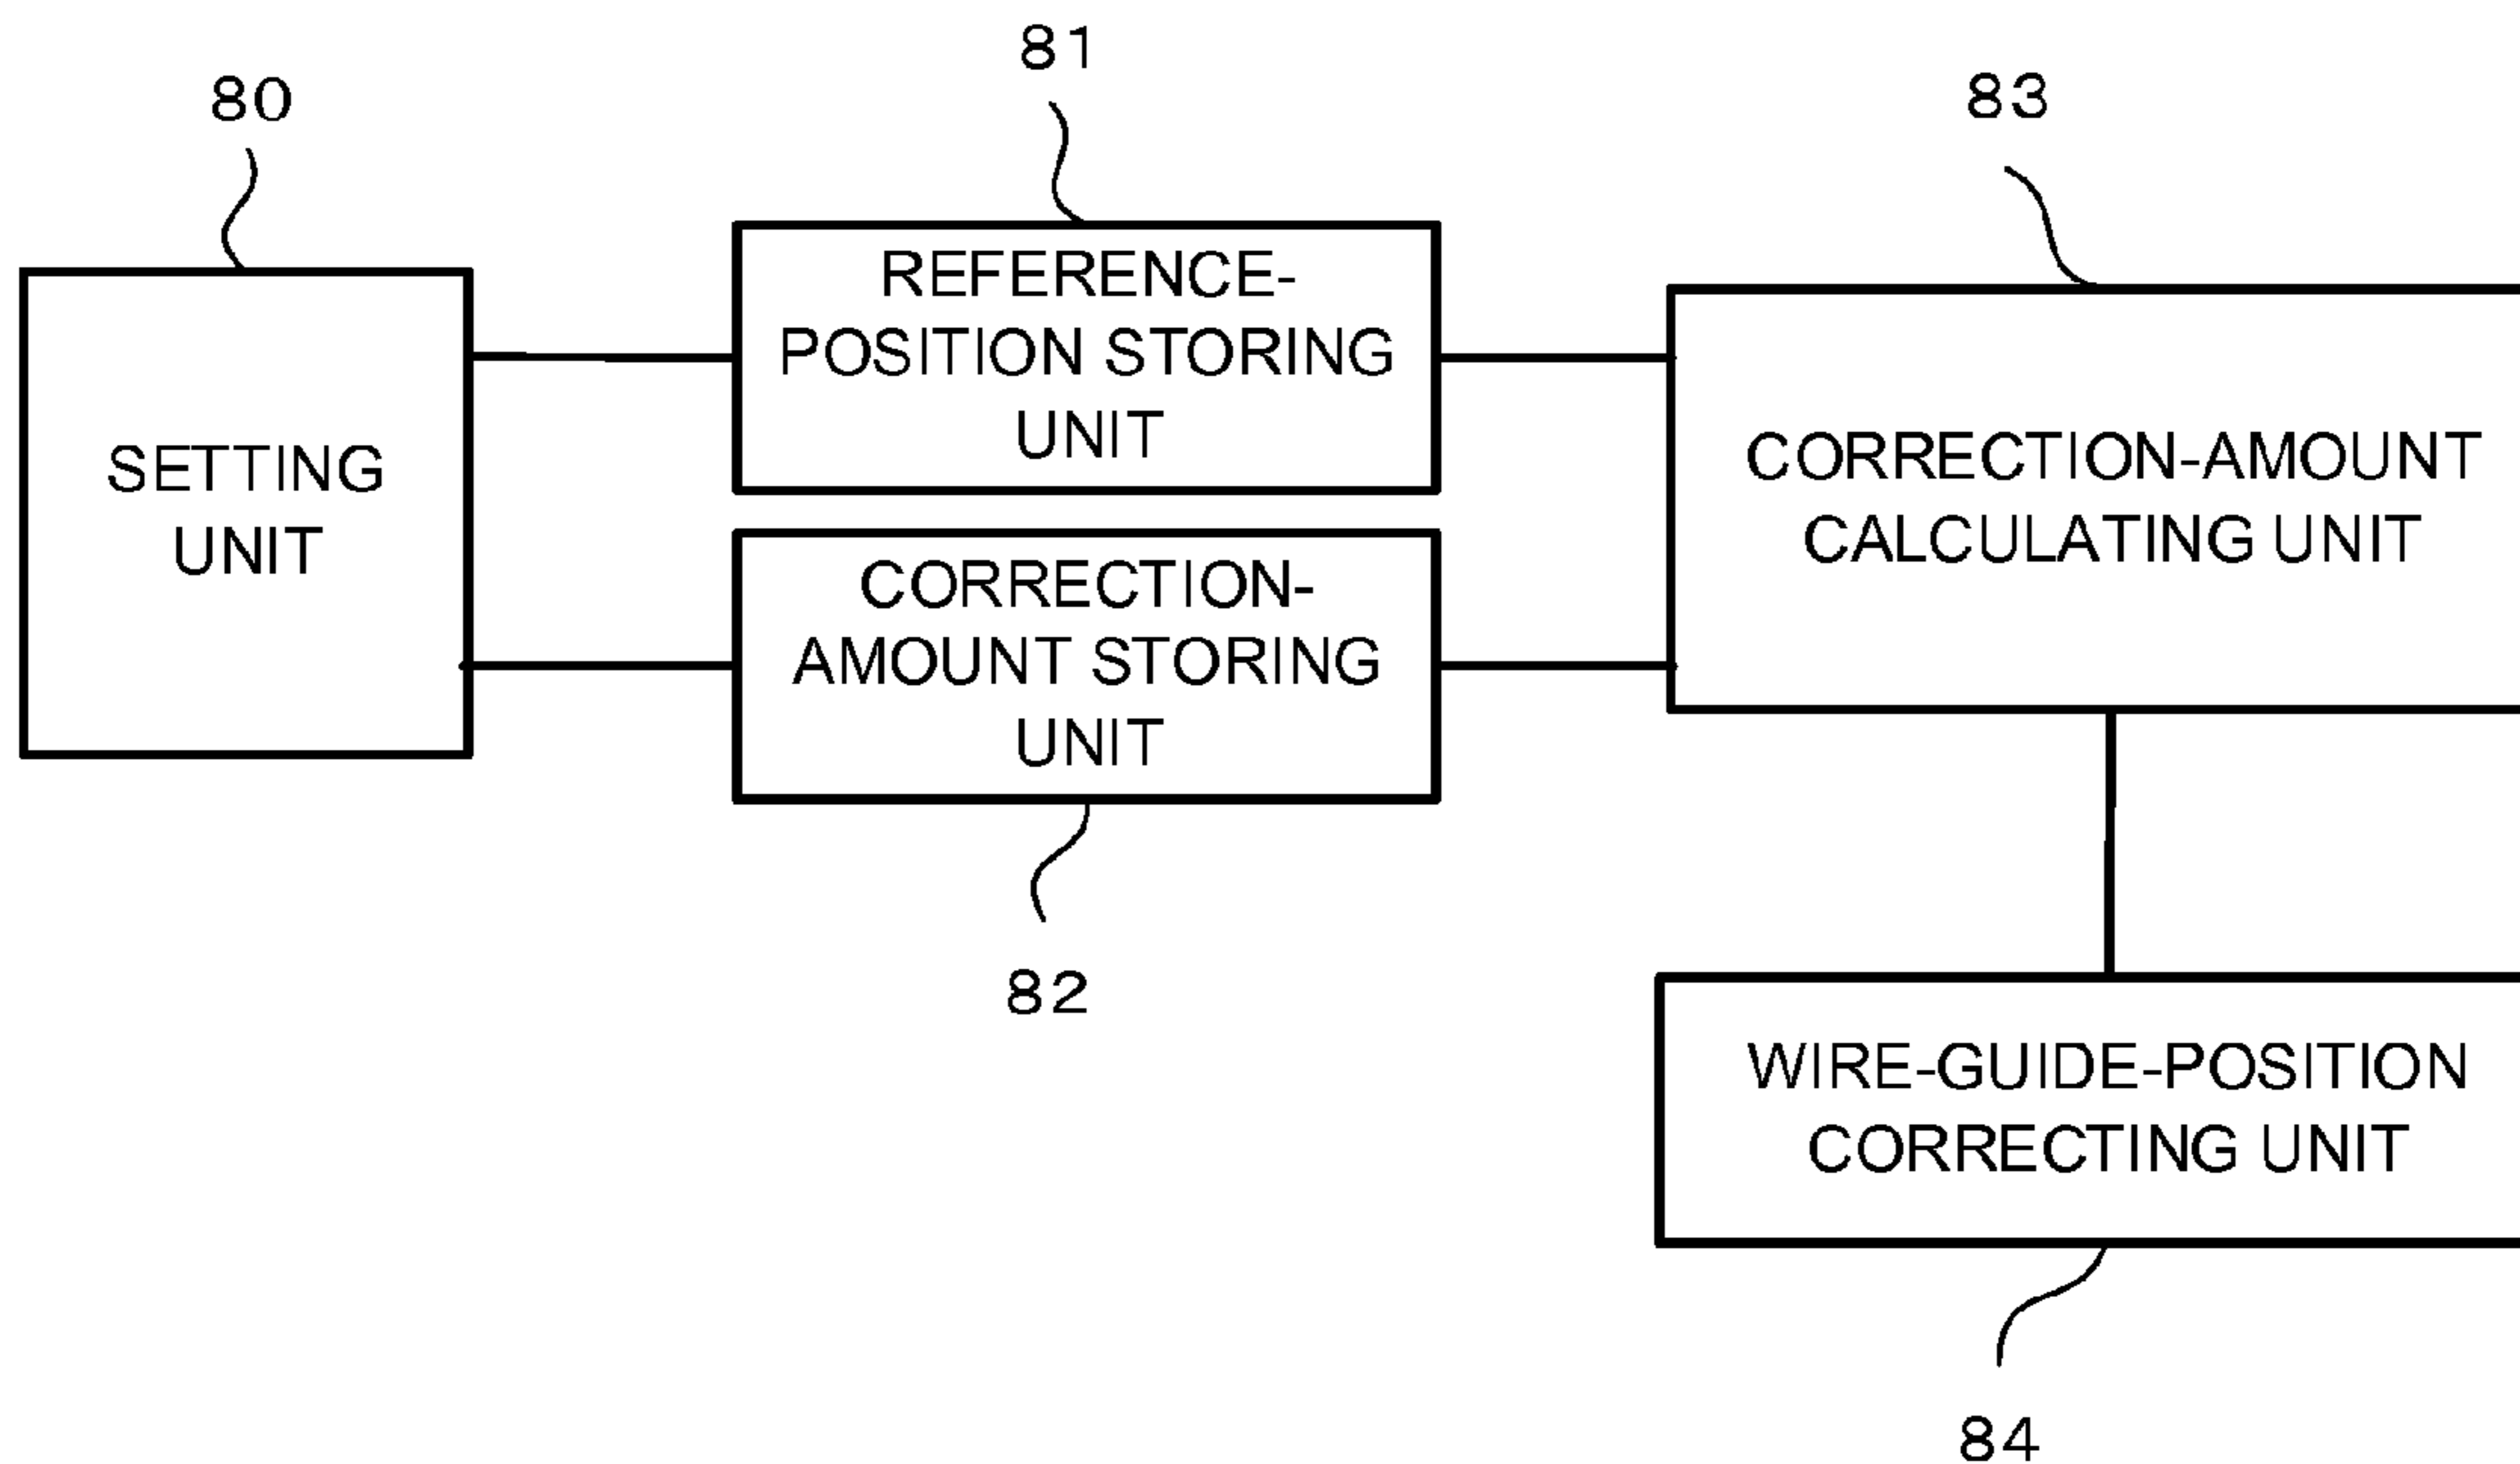 81
80
83
REFERENCE-
POSITION STORING
UNIT
SETTING
UNIT
CORRECTION-AMOUNT
CALCULATING UNIT
CORRECTION-
AMOUNT STORING
UNIT
82
WIRE-GUIDE-POSITION
CORRECTING UNIT
84